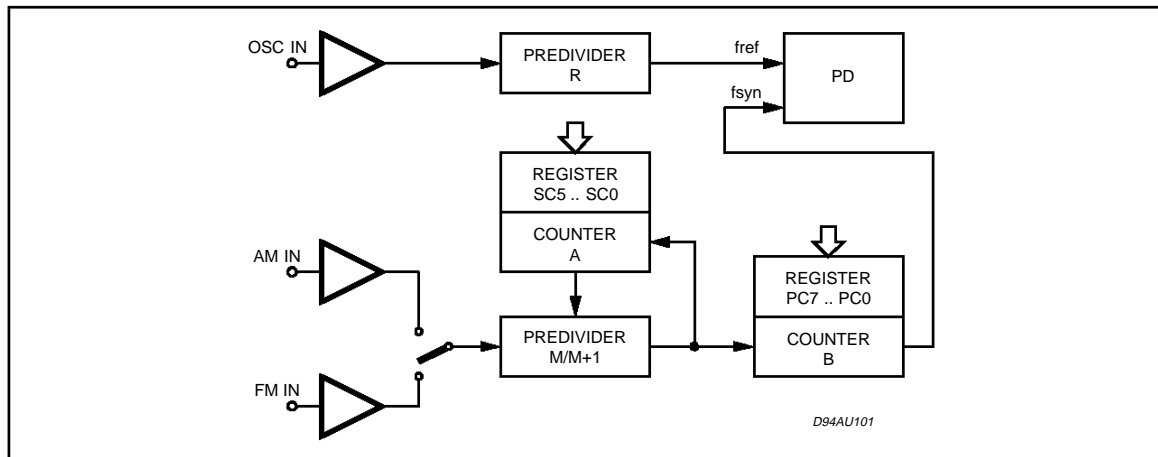 OSC IN
PREDIVIDER
R
fref
fsyn
PD
REGISTER
SC5 .. SC0
COUNTER
A
AM IN
FM IN
PREDIVIDER
M/M+1
REGISTER
PC7 .. PC0
COUNTER
B
D94AU101